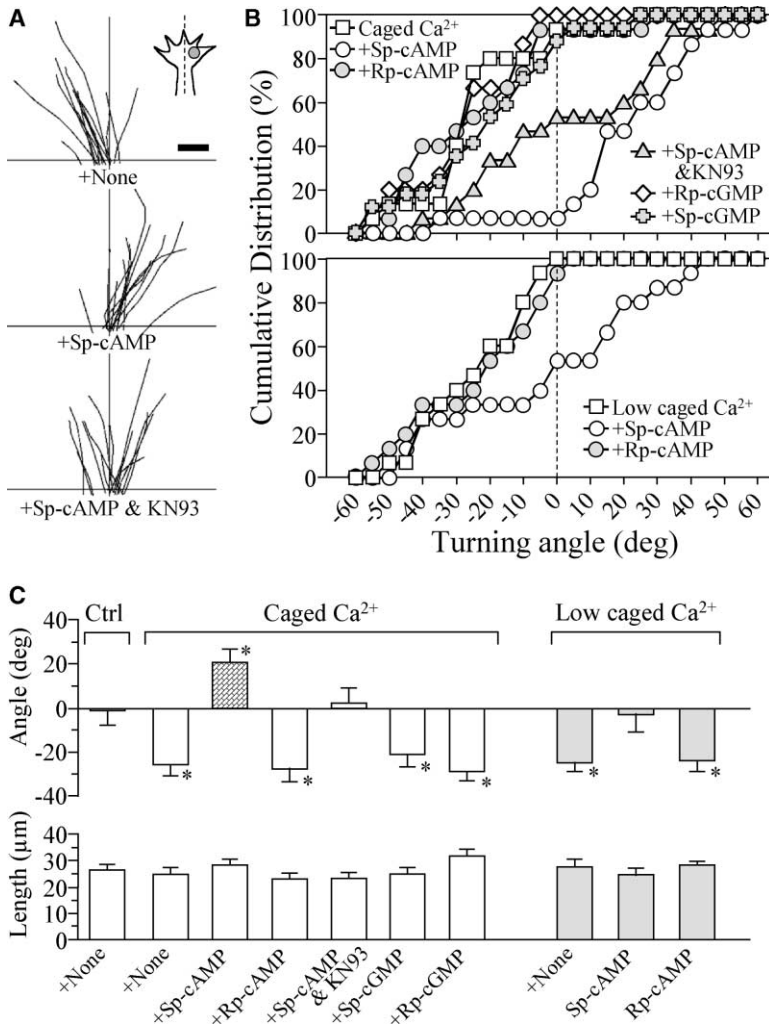 A
+None
+Sp-cAMP
+Sp-cAMP & KN93
B
Cumulative Distribution (%)
100
80
60
40
20
0
Caged Ca²⁺
+Sp-cAMP
+Rp-cAMP
+Sp-cAMP
&KN93
+Rp-cGMP
+Sp-cGMP
100
80
60
40
20
0
Low caged Ca²⁺
+Sp-cAMP
+Rp-cAMP
-60 -50 -40 -30 -20 -10 0 10 20 30 40 50 60
Turning angle (deg)
C
Ctrl Caged Ca²⁺ Low caged Ca²⁺
Angle (deg)
40
20
0
-20
-40
* * * * * * *
Length (µm)
40
30
20
10
0
+None
+None
+Sp-cAMP
+Rp-cAMP
+Sp-cAMP
& KN93
+Sp-cGMP
+Rp-cGMP
+None
Sp-cAMP
Rp-cAMP